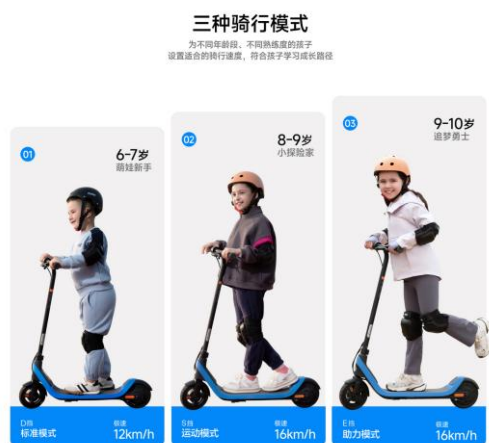 三种骑行模式
为不同年龄段、不同熟练度的孩子
设置适合的骑行速度，符合孩子学习成长路径
01
6-7岁
萌娃新手
D挡
标准模式
极速
12km/h
02
8-9岁
小探险家
S挡
运动模式
极速
16km/h
03
9-10岁
追梦勇士
E挡
助力模式
极速
16km/h